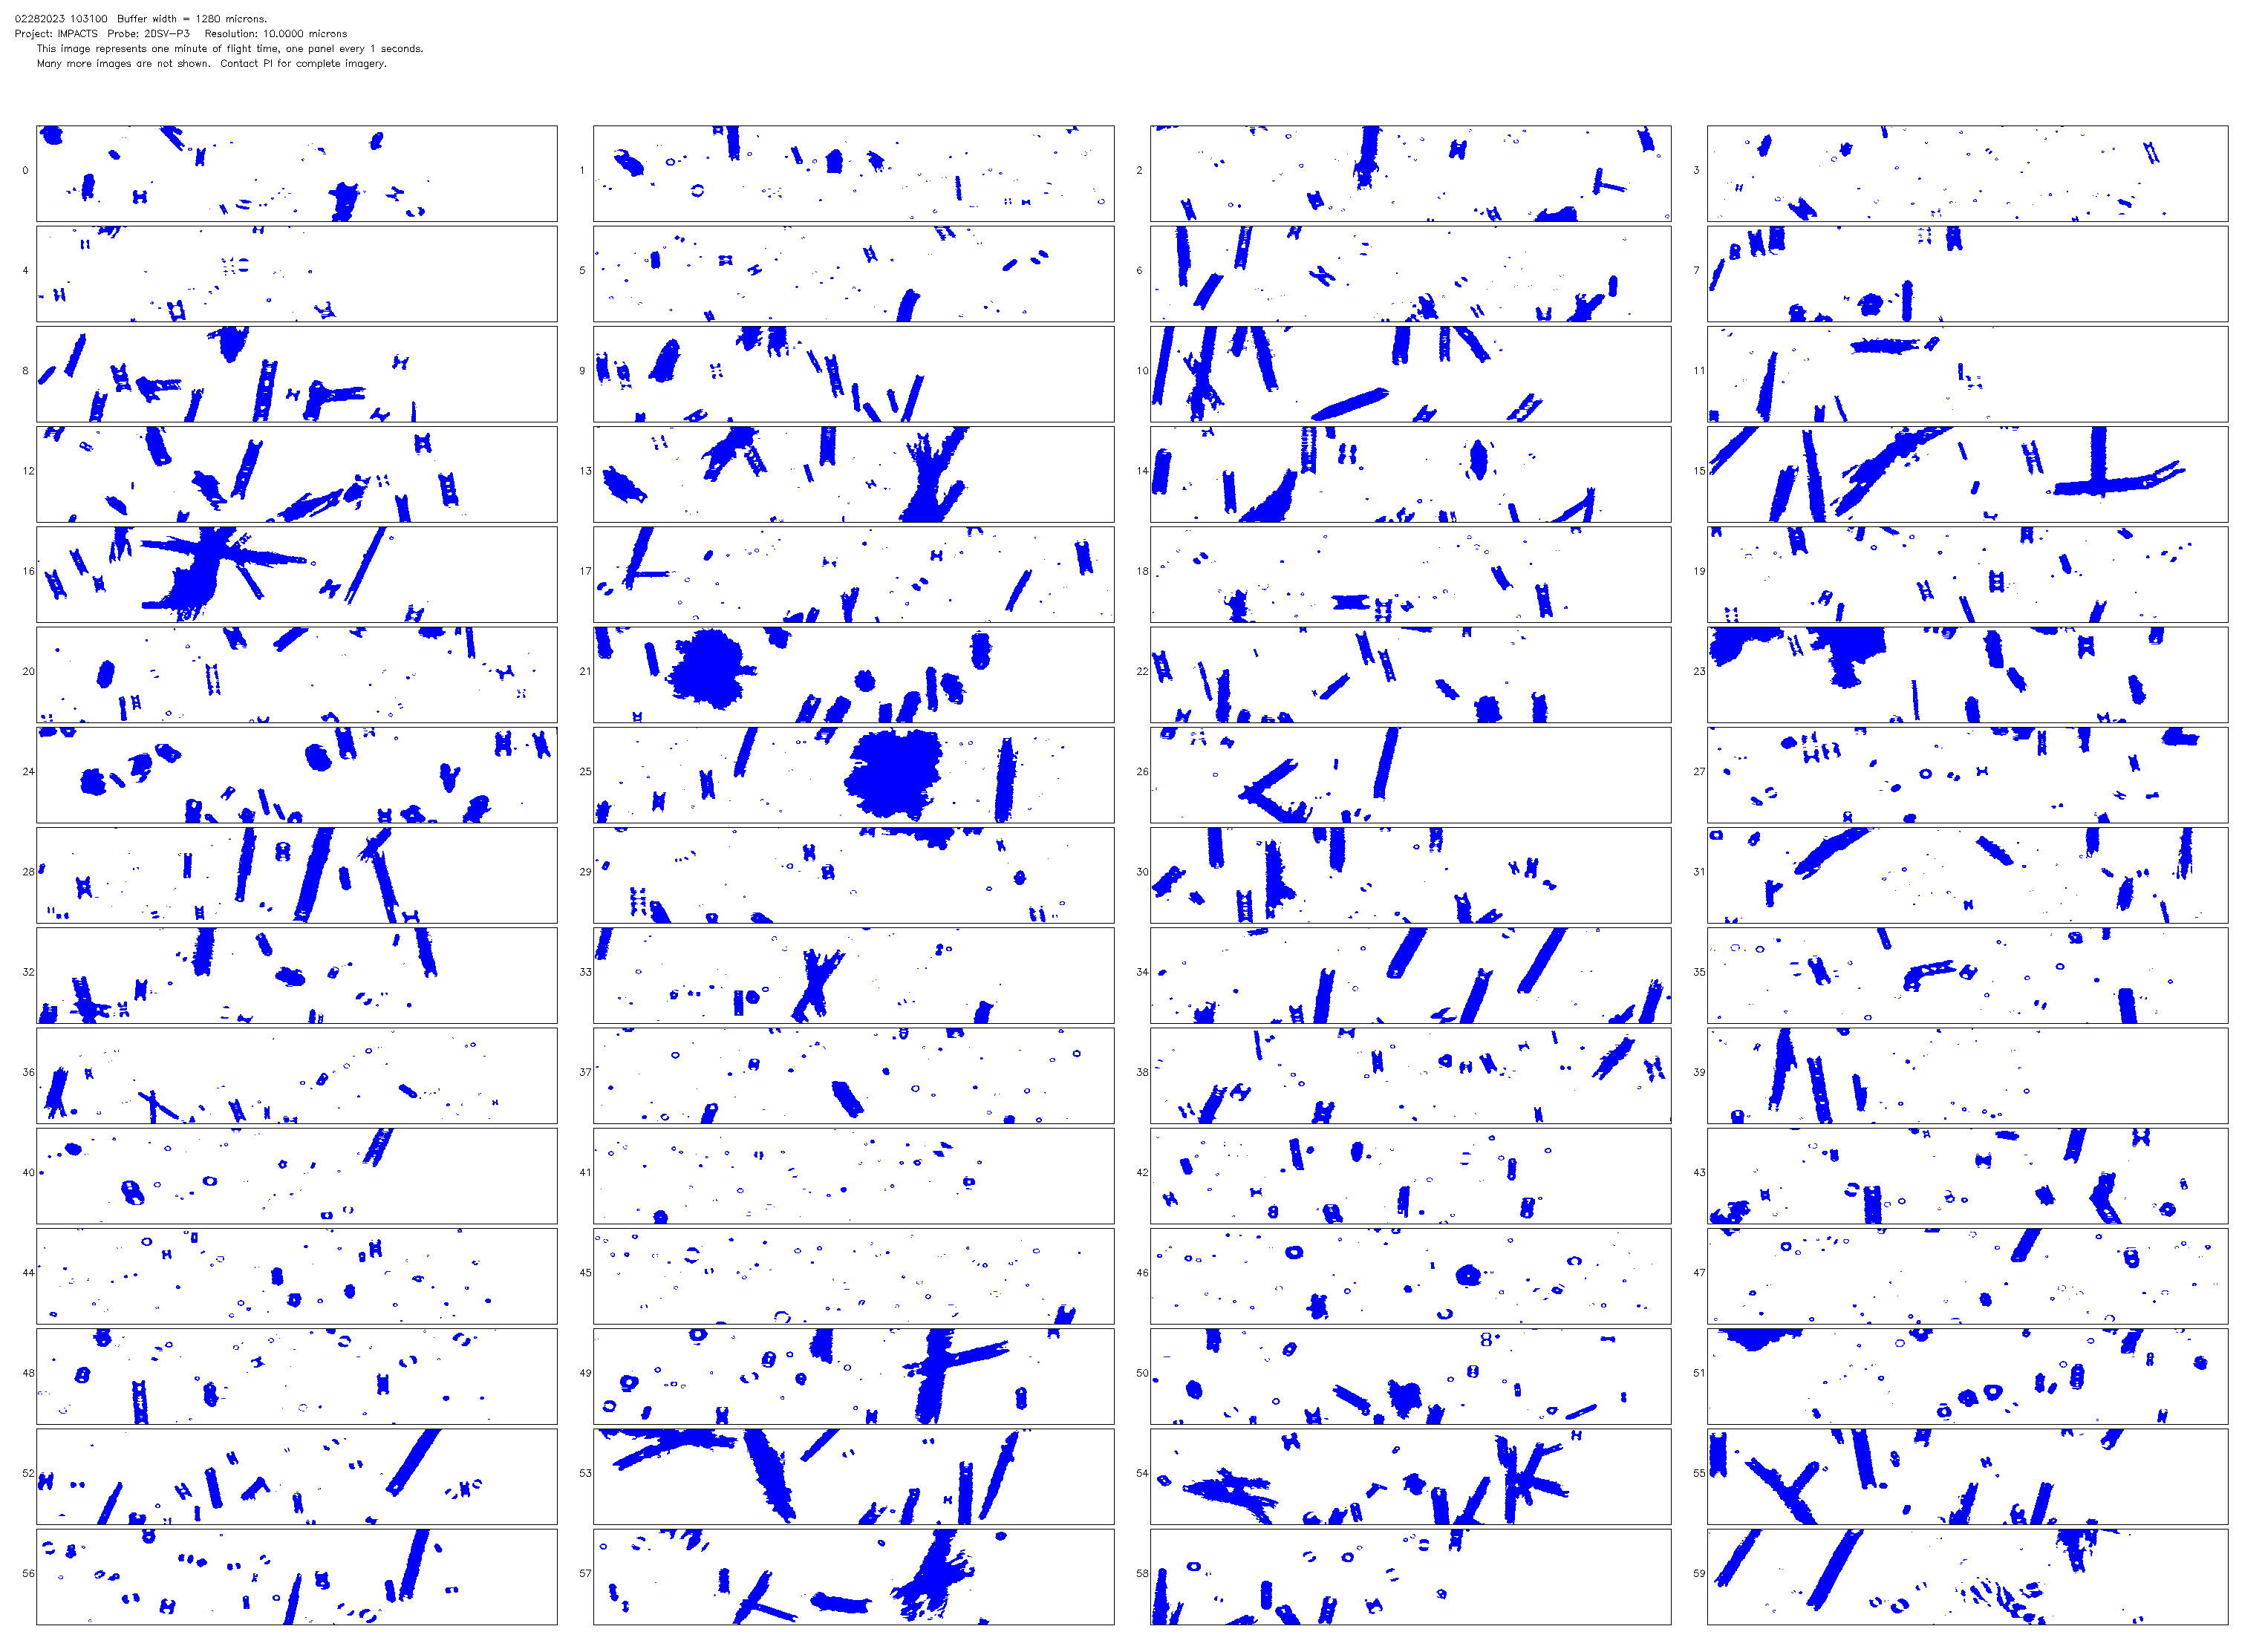 02282023 103100 Buffer width = 1280 microns.
Project: IMPACTS Probe: 2DSV-P3 Resolution: 10.0000 microns
This image represents one minute of flight time, one panel every 1 seconds.
Many more images are not shown. Contact PI for complete imagery.
0 1 2 3
4 5 6 7
8 9 10 11
12 13 14 15
16 17 18 19
20 21 22 23
24 25 26 27
28 29 30 31
32 33 34 35
36 37 38 39
40 41 42 43
44 45 46 47
48 49 50 51
52 53 54 55
56 57 58 59